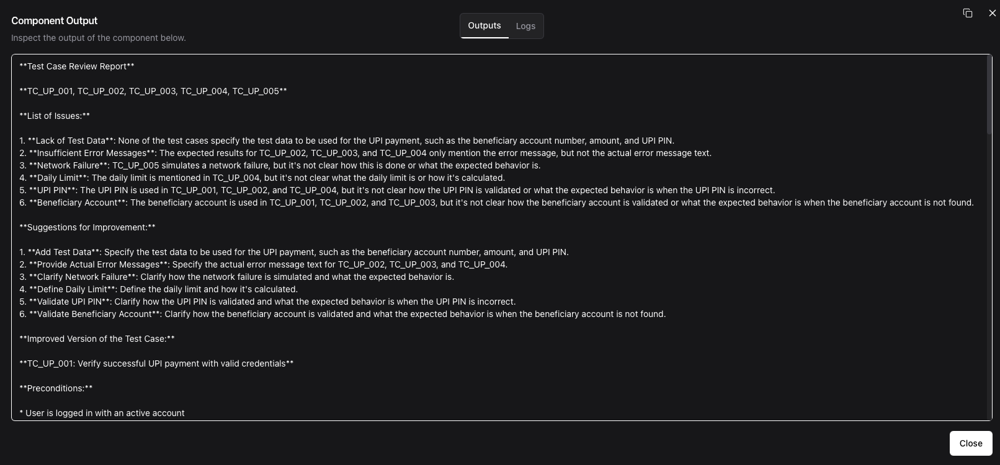 Component Output
Inspect the output of the component below.
Outputs
Logs
**Test Case Review Report**
**TC_UP_001, TC_UP_002, TC_UP_003, TC_UP_004, TC_UP_005**
**List of Issues:**
1. **Lack of Test Data**: None of the test cases specify the test data to be used for the UPI payment, such as the beneficiary account number, amount, and UPI PIN.
2. **Insufficient Error Messages**: The expected results for TC_UP_002, TC_UP_003, and TC_UP_004 only mention the error message, but not the actual error message text.
3. **Network Failure**: TC_UP_005 simulates a network failure, but it's not clear how this is done or what the expected behavior is.
4. **Daily Limit**: The daily limit is mentioned in TC_UP_004, but it's not clear what the daily limit is or how it's calculated.
5. **UPI PIN**: The UPI PIN is used in TC_UP_001, TC_UP_002, and TC_UP_004, but it's not clear how the UPI PIN is validated or what the expected behavior is when the UPI PIN is incorrect.
6. **Beneficiary Account**: The beneficiary account is used in TC_UP_001, TC_UP_002, and TC_UP_003, but it's not clear how the beneficiary account is validated or what the expected behavior is when the beneficiary account is not found.
**Suggestions for Improvement:**
1. **Add Test Data**: Specify the test data to be used for the UPI payment, such as the beneficiary account number, amount, and UPI PIN.
2. **Provide Actual Error Messages**: Specify the actual error message text for TC_UP_002, TC_UP_003, and TC_UP_004.
3. **Clarify Network Failure**: Clarify how the network failure is simulated and what the expected behavior is.
4. **Define Daily Limit**: Define the daily limit and how it's calculated.
5. **Validate UPI PIN**: Clarify how the UPI PIN is validated and what the expected behavior is when the UPI PIN is incorrect.
6. **Validate Beneficiary Account**: Clarify how the beneficiary account is validated and what the expected behavior is when the beneficiary account is not found.
**Improved Version of the Test Case:**
**TC_UP_001: Verify successful UPI payment with valid credentials**
**Preconditions:**
* User is logged in with an active account
Close